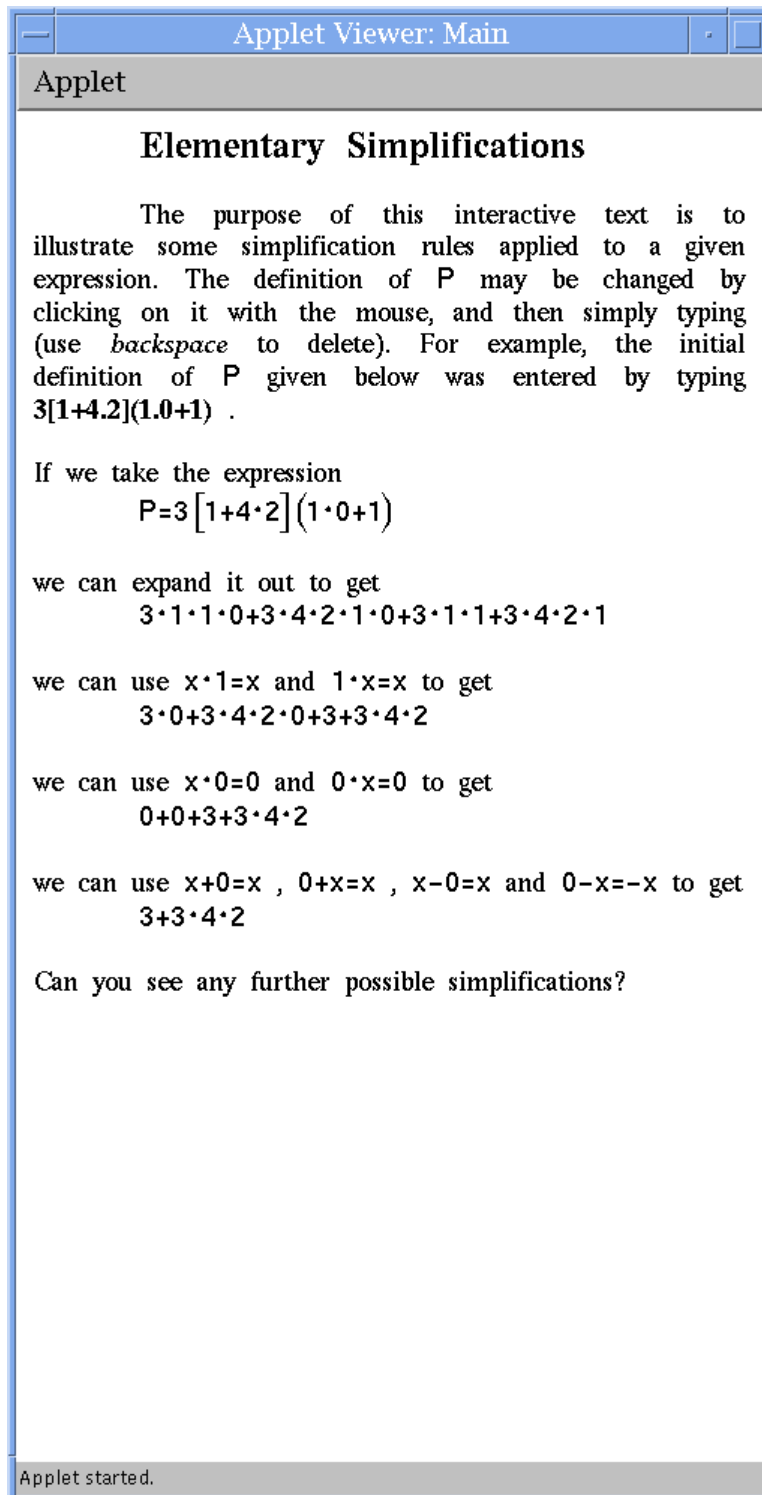 Applet Viewer: Main
Applet
Elementary Simplifications
The purpose of this interactive text is to
illustrate some simplification rules applied to a given
expression. The definition of P may be changed by
clicking on it with the mouse, and then simply typing
(use backspace to delete). For example, the initial
definition of P given below was entered by typing
3[1+4.2](1.0+1) .
If we take the expression
P=3[1+4·2](1·0+1)
we can expand it out to get
3·1·1·0+3·4·2·1·0+3·1·1+3·4·2·1
we can use x·1=x and 1·x=x to get
3·0+3·4·2·0+3+3·4·2
we can use x·0=0 and 0·x=0 to get
0+0+3+3·4·2
we can use x+0=x , 0+x=x , x−0=x and 0−x=−x to get
3+3·4·2
Can you see any further possible simplifications?
Applet started.